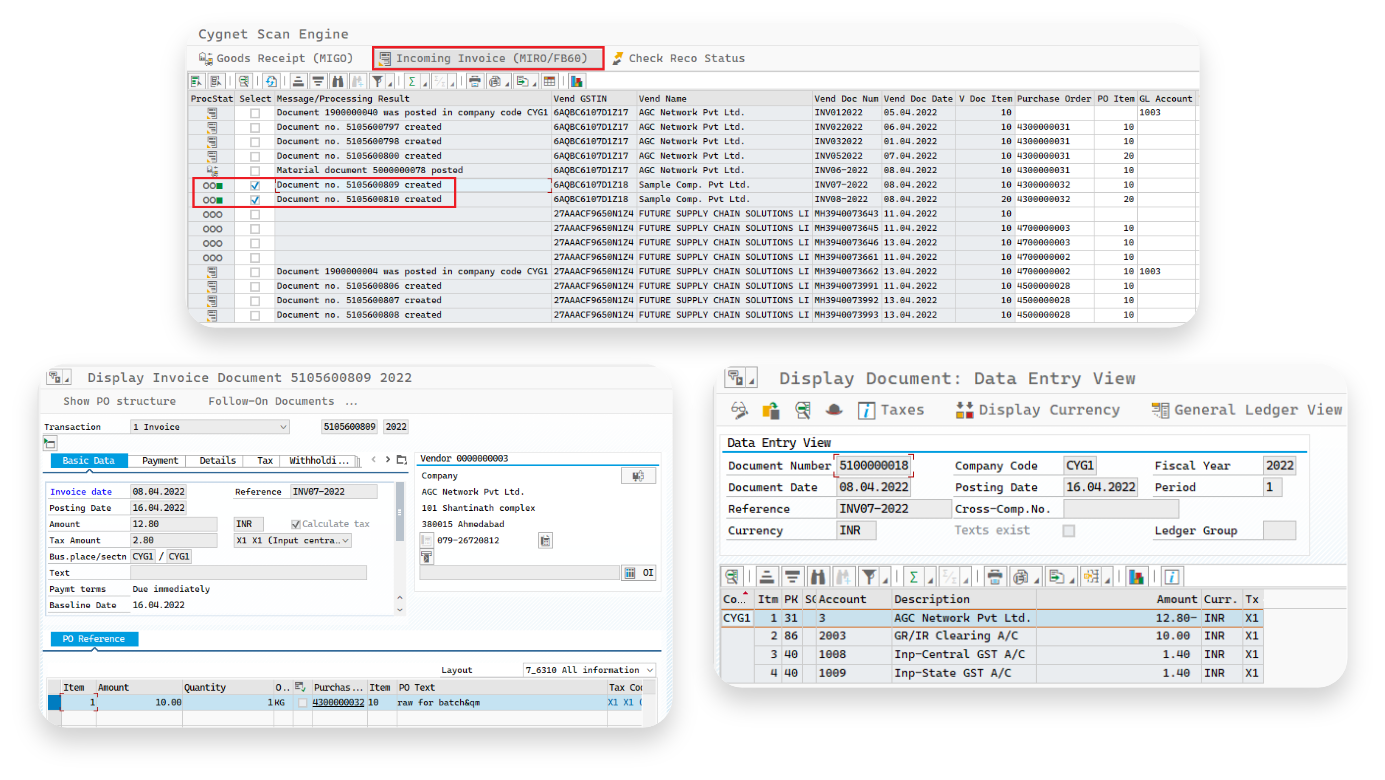 Cygnet Scan Engine
Goods Receipt (MIGO) Incoming Invoice (MIRO/FB60) Check Reco Status
ProcStat Select Message/Processing Result Vend GSTIN Vend Name Vend Doc Num Vend Doc Date V Doc Item Purchase Order PO Item GL Account
Document 1900000040 was posted in company code CYG1 6AQBC6107D1Z17 AGC Network Pvt Ltd. INV012022 05.04.2022 10 1003
Document no. 5105600797 created 6AQBC6107D1Z17 AGC Network Pvt Ltd. INV022022 06.04.2022 10 4300000031 10
Document no. 5105600798 created 6AQBC6107D1Z17 AGC Network Pvt Ltd. INV032022 01.04.2022 10 4300000031 10
Document no. 5105600800 created 6AQBC6107D1Z17 AGC Network Pvt Ltd. INV052022 07.04.2022 10 4300000031 20
Material document 5000000078 posted 6AQBC6107D1Z17 AGC Network Pvt Ltd. INV06-2022 08.04.2022 10 4300000031 20
Document no. 5105600809 created 6AQBC6107D1Z18 Sample Comp. Pvt Ltd. INV07-2022 08.04.2022 10 4300000032 10
Document no. 5105600810 created 6AQBC6107D1Z18 Sample Comp. Pvt Ltd. INV08-2022 08.04.2022 20 4300000032 20
27AAACF9650N1Z4 FUTURE SUPPLY CHAIN SOLUTIONS LI MH3940073643 11.04.2022 10
27AAACF9650N1Z4 FUTURE SUPPLY CHAIN SOLUTIONS LI MH3940073645 11.04.2022 10 4700000003 10
27AAACF9650N1Z4 FUTURE SUPPLY CHAIN SOLUTIONS LI MH3940073646 13.04.2022 10 4700000003 10
27AAACF9650N1Z4 FUTURE SUPPLY CHAIN SOLUTIONS LI MH3940073661 11.04.2022 10 4700000002 10
Document 1900000004 was posted in company code CYG1 27AAACF9650N1Z4 FUTURE SUPPLY CHAIN SOLUTIONS LI MH3940073662 13.04.2022 10 4700000002 10 1003
Document no. 5105600806 created 27AAACF9650N1Z4 FUTURE SUPPLY CHAIN SOLUTIONS LI MH3940073991 11.04.2022 10 4500000028 10
Document no. 5105600807 created 27AAACF9650N1Z4 FUTURE SUPPLY CHAIN SOLUTIONS LI MH3940073992 13.04.2022 10 4500000028 10
Document no. 5105600808 created 27AAACF9650N1Z4 FUTURE SUPPLY CHAIN SOLUTIONS LI MH3940073993 13.04.2022 10 4500000028 10
Display Invoice Document 5105600809 2022
Show PO structure Follow-On Documents ...
Transaction 1 Invoice 5105600809 2022
Basic Data Payment Details Tax Withholdi...
Invoice date 08.04.2022 Reference INV07-2022
Posting Date 16.04.2022
Amount 12.80 INR Calculate tax
Tax Amount 2.80 X1 X1 (Input centra..
Bus.place/sectn CYG1 / CYG1
Text
Paymt terms Due immediately
Baseline Date 16.04.2022
Vendor 0000000003
Company
AGC Network Pvt Ltd.
101 Shantinath complex
380015 Ahmedabad
079-26720812
OI
PO Reference
Layout 7_6310 All information
Item Amount Quantity O.. Purchas... Item PO Text Tax Co
1 10.00 1 KG 4300000032 10 raw for batch&qm X1 X1 (
Display Document: Data Entry View
Taxes Display Currency General Ledger View
Data Entry View
Document Number 5100000018 Company Code CYG1 Fiscal Year 2022
Document Date 08.04.2022 Posting Date 16.04.2022 Period 1
Reference INV07-2022 Cross-Comp.No.
Currency INR Texts exist Ledger Group
Co.. Itm PK SG Account Description Amount Curr. Tx
CYG1 1 31 3 AGC Network Pvt Ltd. 12.80- INR X1
2 86 2003 GR/IR Clearing A/C 10.00 INR X1
3 40 1008 Inp-Central GST A/C 1.40 INR X1
4 40 1009 Inp-State GST A/C 1.40 INR X1